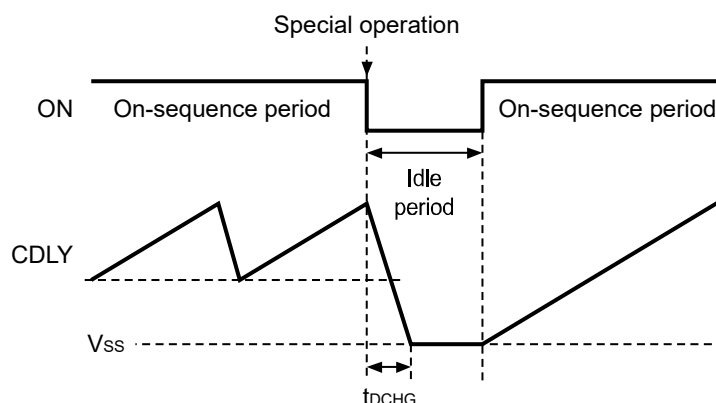 Special operation
ON
On-sequence period
On-sequence period
Idle
period
CDLY
VSS
tDCHG